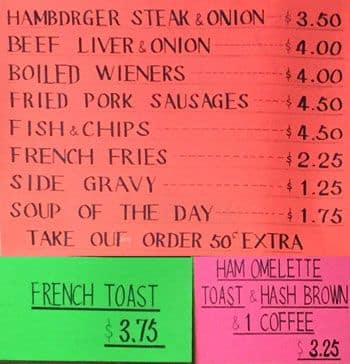 HAMBDRGER STEAK & ONION --- $3.50
BEEF LIVER & ONION --- $4.00
BOILED WIENERS --- $4.00
FRIED PORK SAUSAGES --- $4.50
FISH & CHIPS --- $4.50
FRENCH FRIES --- $2.25
SIDE GRAVY --- $1.25
SOUP OF THE DAY --- $1.75
TAKE OUF ORDER 50¢ EXTRA
FRENCH TOAST
$3.75
HAM OMELETTE
TOAST & HASH BROWN
& 1 COFFEE
$3.25